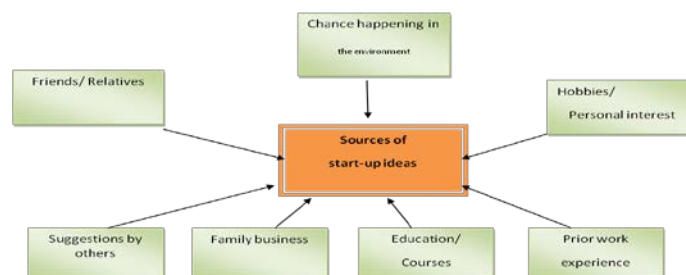 Chance happening in
the environment
Friends/ Relatives
Hobbies/
Personal interest
Sources of
start-up ideas
Suggestions by
others
Family business
Education/
Courses
Prior work
experience